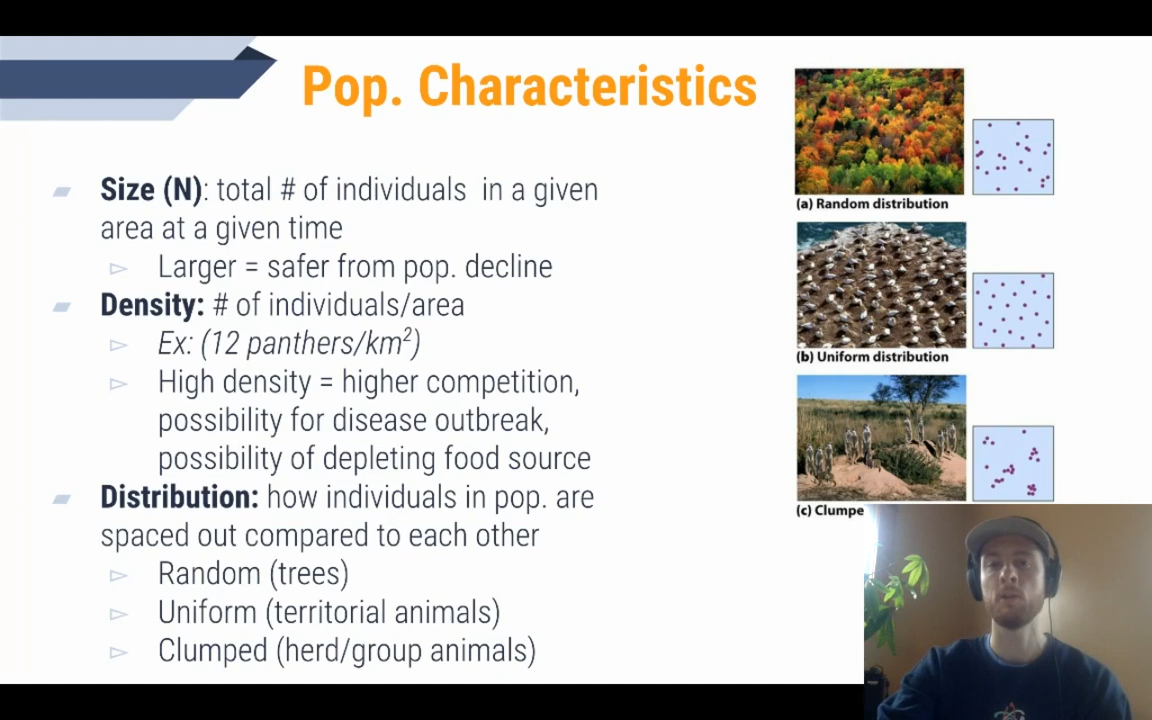 Pop. Characteristics
Size (N): total # of individuals in a given
area at a given time
Larger = safer from pop. decline
Density: # of individuals/area
Ex: (12 panthers/km²)
High density = higher competition,
possibility for disease outbreak,
possibility of depleting food source
Distribution: how individuals in pop. are
spaced out compared to each other
Random (trees)
Uniform (territorial animals)
Clumped (herd/group animals)
(a) Random distribution
(b) Uniform distribution
(c) Clumpe